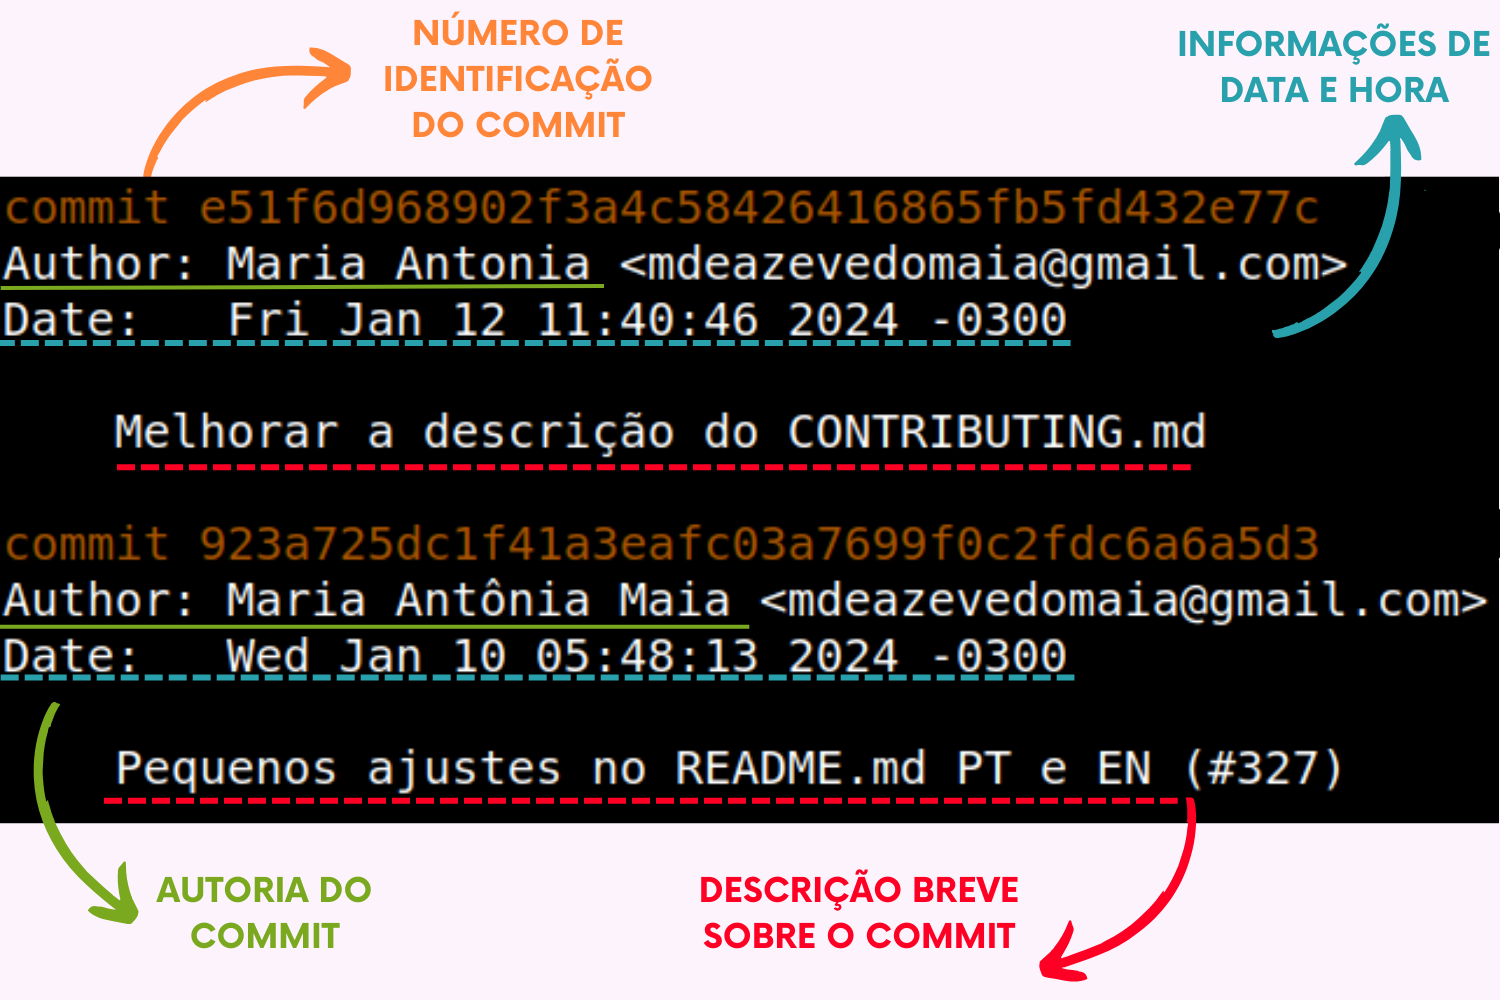 NÚMERO DE
IDENTIFICAÇÃO
DO COMMIT
INFORMAÇÕES DE
DATA E HORA
commit e51f6d968902f3a4c58426416865fb5fd432e77c
Author: Maria Antonia <mdeazevedomaia@gmail.com>
Date:   Fri Jan 12 11:40:46 2024 -0300
Melhorar a descrição do CONTRIBUTING.md
commit 923a725dc1f41a3eafc03a7699f0c2fdc6a6a5d3
Author: Maria Antônia Maia <mdeazevedomaia@gmail.com>
Date:   Wed Jan 10 05:48:13 2024 -0300
Pequenos ajustes no README.md PT e EN (#327)
AUTORIA DO
COMMIT
DESCRIÇÃO BREVE
SOBRE O COMMIT